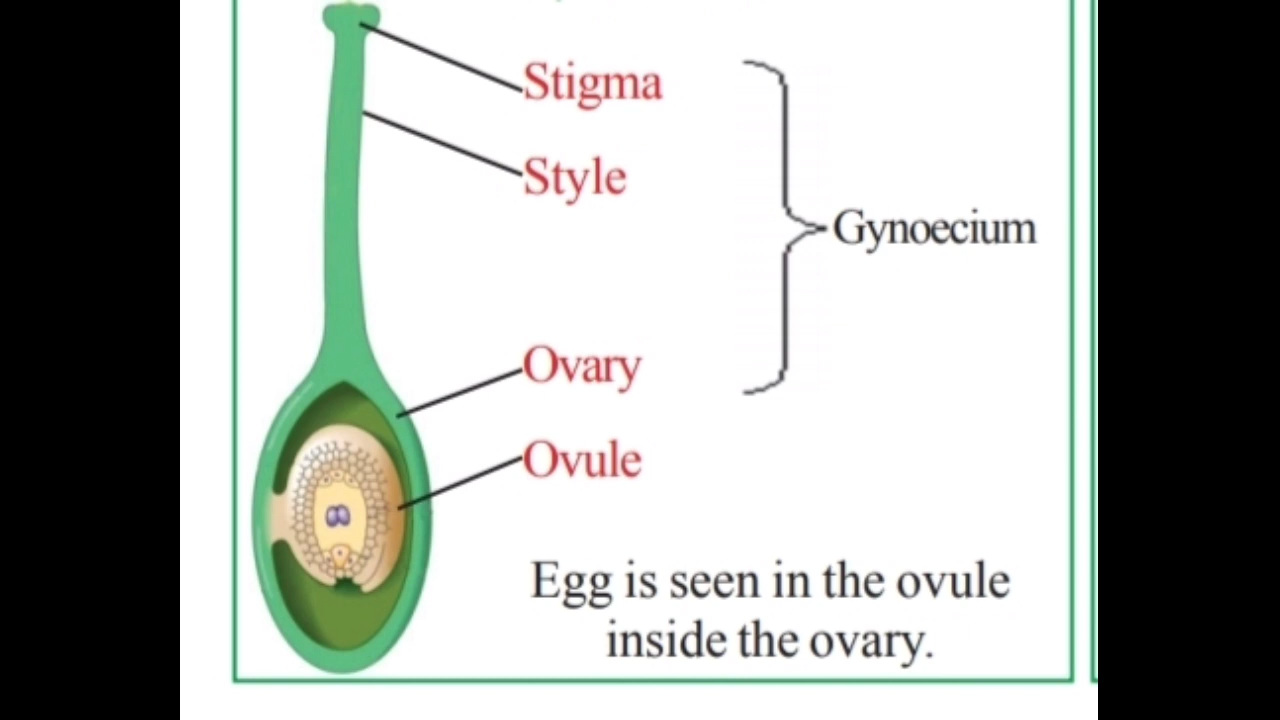 Stigma
Style
Gynoecium
Ovary
Ovule
Egg is seen in the ovule
inside the ovary.